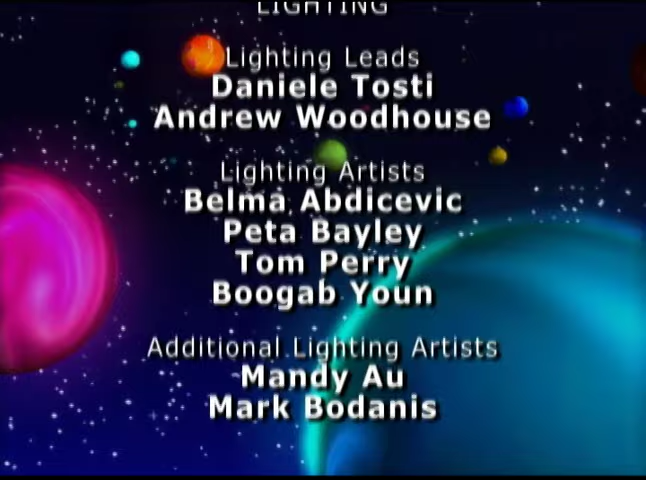 LIGHTING
Lighting Leads
Daniele Tosti
Andrew Woodhouse
Lighting Artists
Belma Abdicevic
Peta Bayley
Tom Perry
Boogab Youn
Additional Lighting Artists
Mandy Au
Mark Bodanis